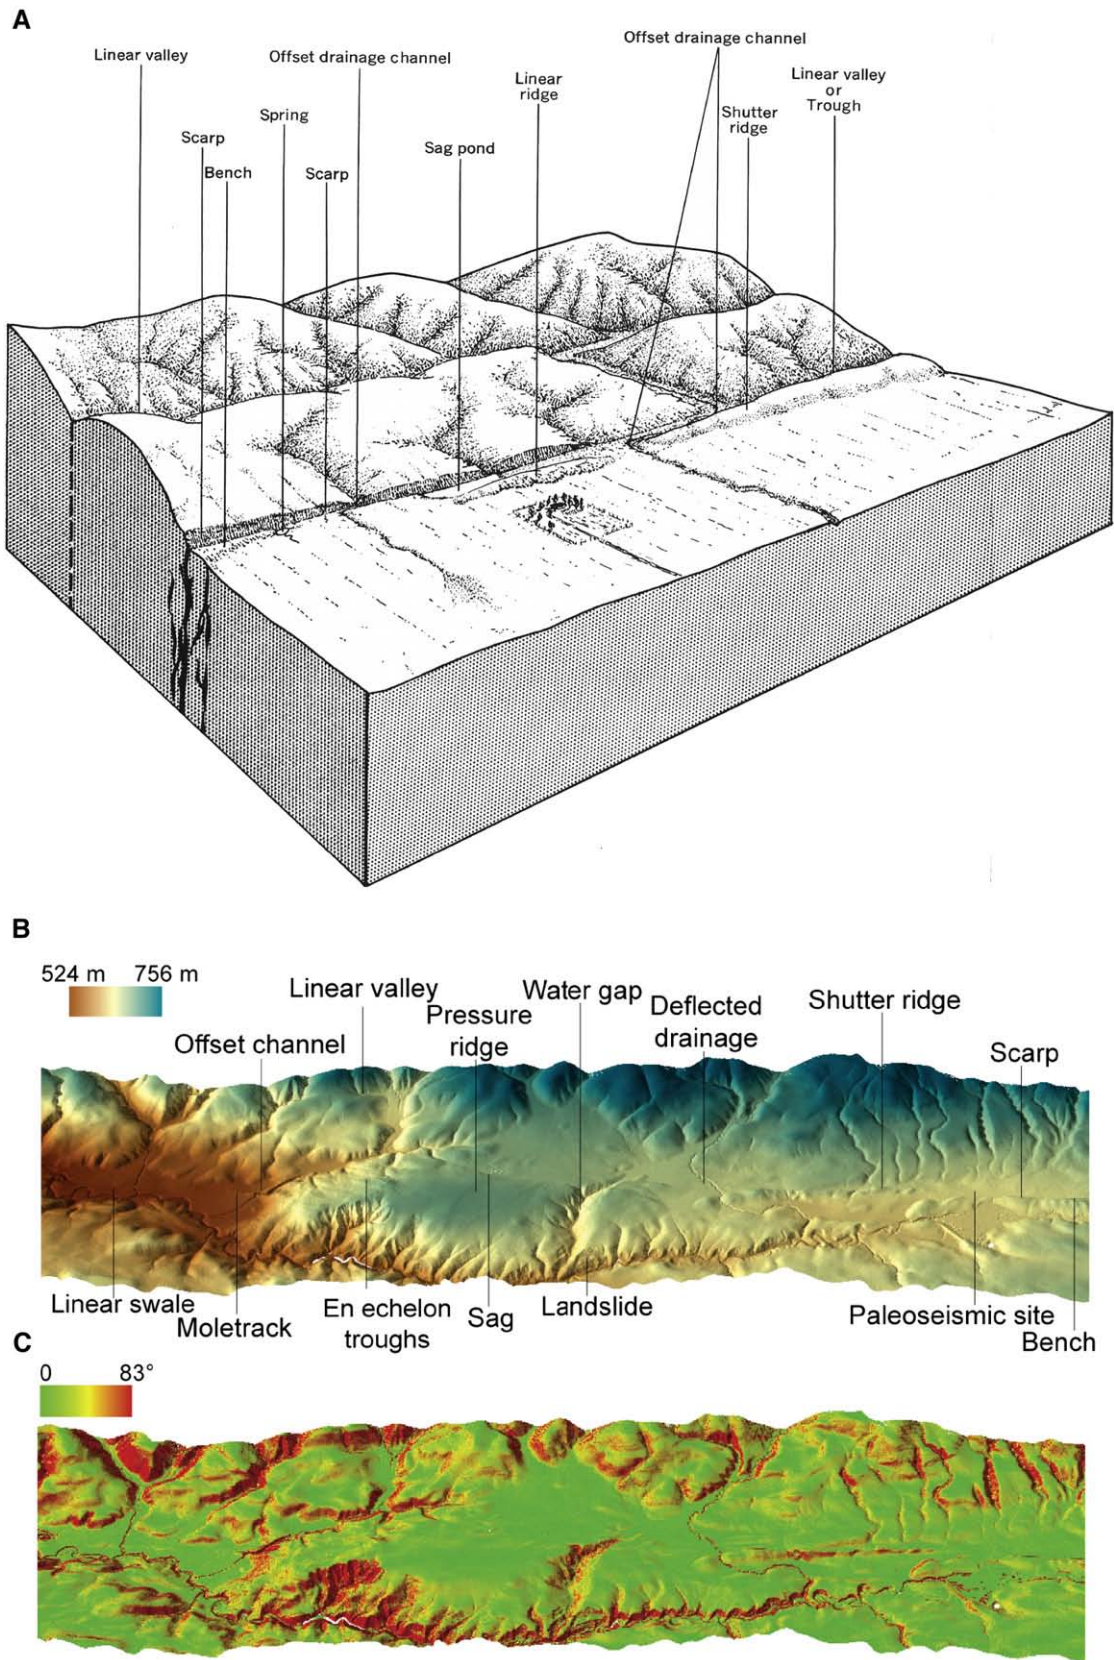 A
Linear valley
Offset drainage channel
Offset drainage channel
Linear
ridge
Linear valley
or
Trough
Spring
Shutter
ridge
Scarp
Sag pond
Bench
Scarp
B
524 m 756 m
Linear valley
Water gap
Pressure
ridge
Deflected
drainage
Shutter ridge
Offset channel
Scarp
Linear swale
Moletrack
En echelon
troughs
Sag
Landslide
Paleoseismic site
Bench
C
0 83°